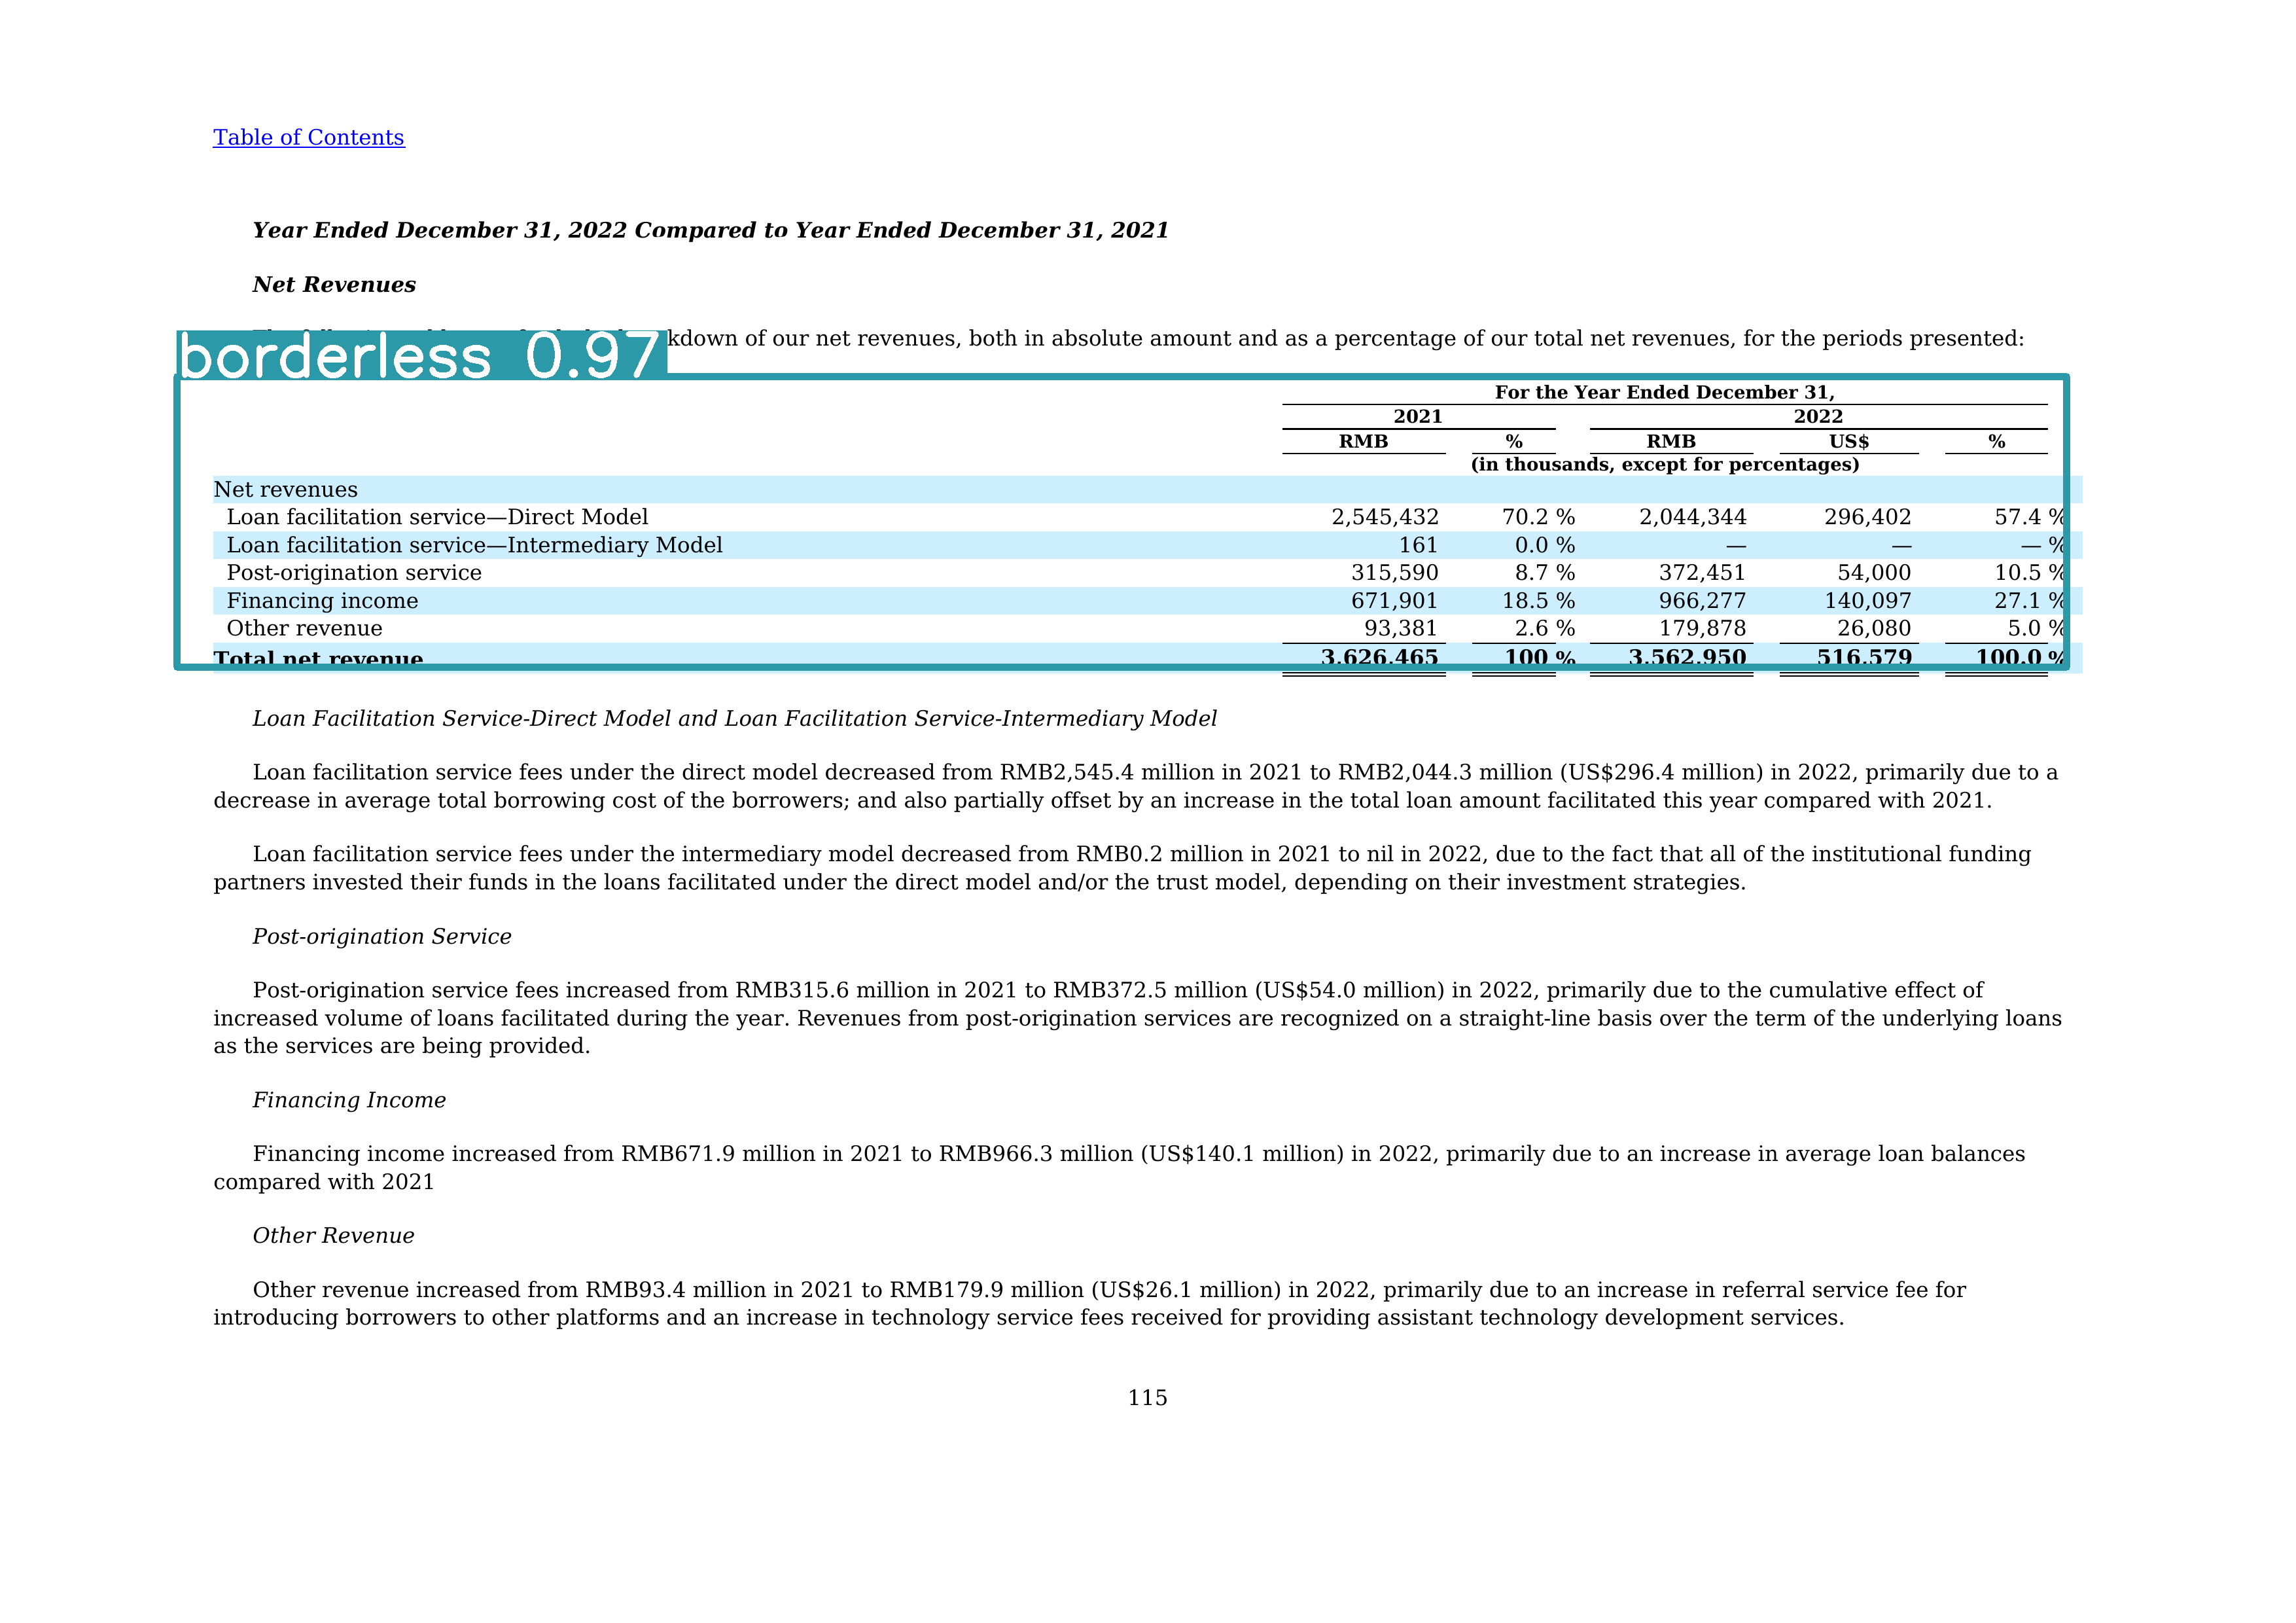 Table of Contents
Year Ended December 31, 2022 Compared to Year Ended December 31, 2021
Net Revenues
borderless 0.97
kdown of our net revenues, both in absolute amount and as a percentage of our total net revenues, for the periods presented:
For the Year Ended December 31,
2021 2022
RMB % RMB US$ %
(in thousands, except for percentages)
Net revenues
Loan facilitation service—Direct Model 2,545,432 70.2 % 2,044,344 296,402 57.4 %
Loan facilitation service—Intermediary Model 161 0.0 % — — — %
Post-origination service 315,590 8.7 % 372,451 54,000 10.5 %
Financing income 671,901 18.5 % 966,277 140,097 27.1 %
Other revenue 93,381 2.6 % 179,878 26,080 5.0 %
Total net revenue 3,626,465 100 % 3,562,950 516,579 100.0 %
Loan Facilitation Service-Direct Model and Loan Facilitation Service-Intermediary Model
Loan facilitation service fees under the direct model decreased from RMB2,545.4 million in 2021 to RMB2,044.3 million (US$296.4 million) in 2022, primarily due to a
decrease in average total borrowing cost of the borrowers; and also partially offset by an increase in the total loan amount facilitated this year compared with 2021.
Loan facilitation service fees under the intermediary model decreased from RMB0.2 million in 2021 to nil in 2022, due to the fact that all of the institutional funding
partners invested their funds in the loans facilitated under the direct model and/or the trust model, depending on their investment strategies.
Post-origination Service
Post-origination service fees increased from RMB315.6 million in 2021 to RMB372.5 million (US$54.0 million) in 2022, primarily due to the cumulative effect of
increased volume of loans facilitated during the year. Revenues from post-origination services are recognized on a straight-line basis over the term of the underlying loans
as the services are being provided.
Financing Income
Financing income increased from RMB671.9 million in 2021 to RMB966.3 million (US$140.1 million) in 2022, primarily due to an increase in average loan balances
compared with 2021
Other Revenue
Other revenue increased from RMB93.4 million in 2021 to RMB179.9 million (US$26.1 million) in 2022, primarily due to an increase in referral service fee for
introducing borrowers to other platforms and an increase in technology service fees received for providing assistant technology development services.
115